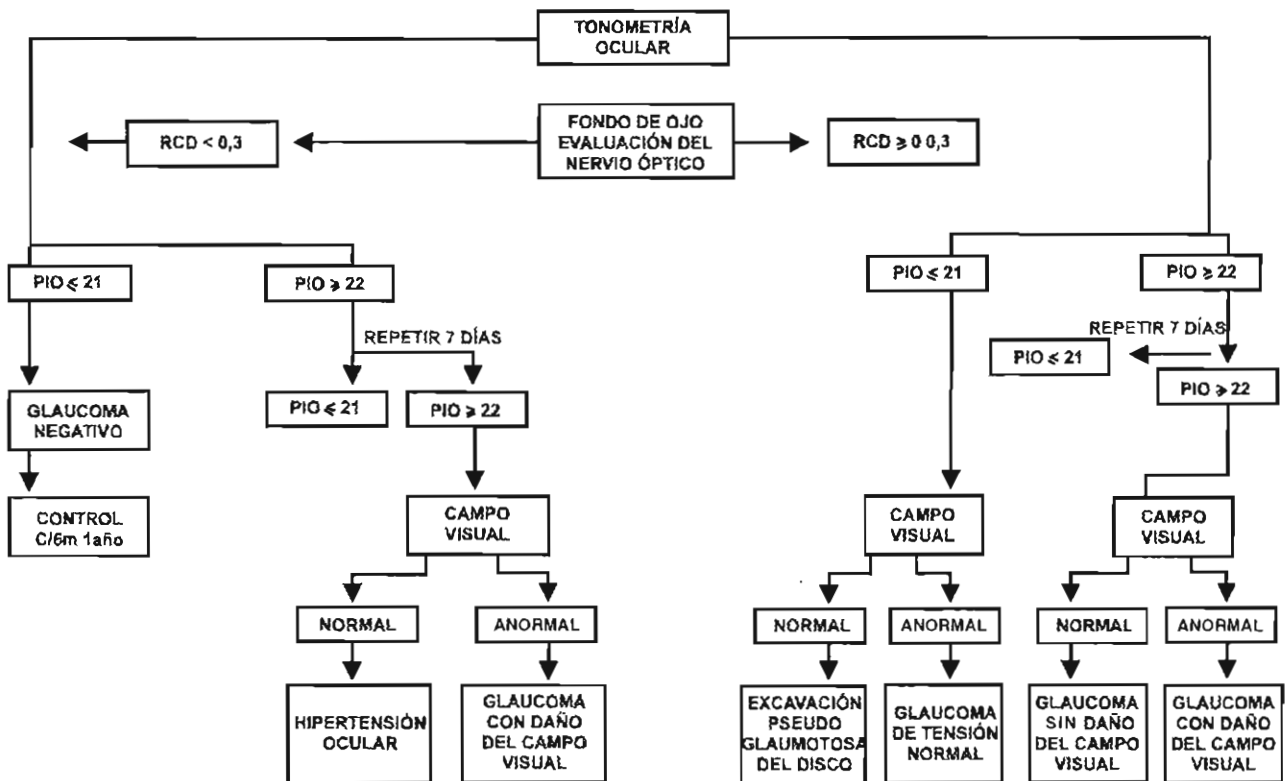 TONOMETRÍA
OCULAR
RCD < 0,3
FONDO DE OJO
EVALUACIÓN DEL
NERVIO ÓPTICO
RCD ⩾ 0 0,3
PIO ⩽ 21
PIO ⩾ 22
PIO ⩽ 21
PIO ⩾ 22
REPETIR 7 DÍAS
REPETIR 7 DÍAS
PIO ⩽ 21
PIO ⩾ 22
GLAUCOMA
NEGATIVO
PIO ⩽ 21
PIO ⩾ 22
CONTROL
C/6m 1año
CAMPO
VISUAL
CAMPO
VISUAL
CAMPO
VISUAL
NORMAL
ANORMAL
NORMAL
ANORMAL
NORMAL
ANORMAL
HIPERTENSIÓN
OCULAR
GLAUCOMA
CON DAÑO
DEL CAMPO
VISUAL
EXCAVACIÓN
PSEUDO
GLAUMOTOSA
DEL DISCO
GLAUCOMA
DE TENSIÓN
NORMAL
GLAUCOMA
SIN DAÑO
DEL CAMPO
VISUAL
GLAUCOMA
CON DAÑO
DEL CAMPO
VISUAL